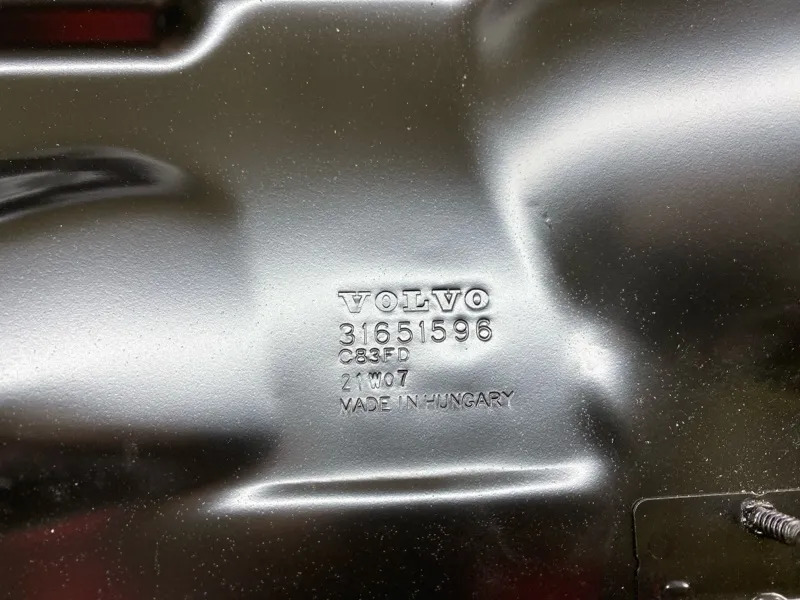 VOLVO
31651596
C83FD
21W07
MADE IN HUNGARY